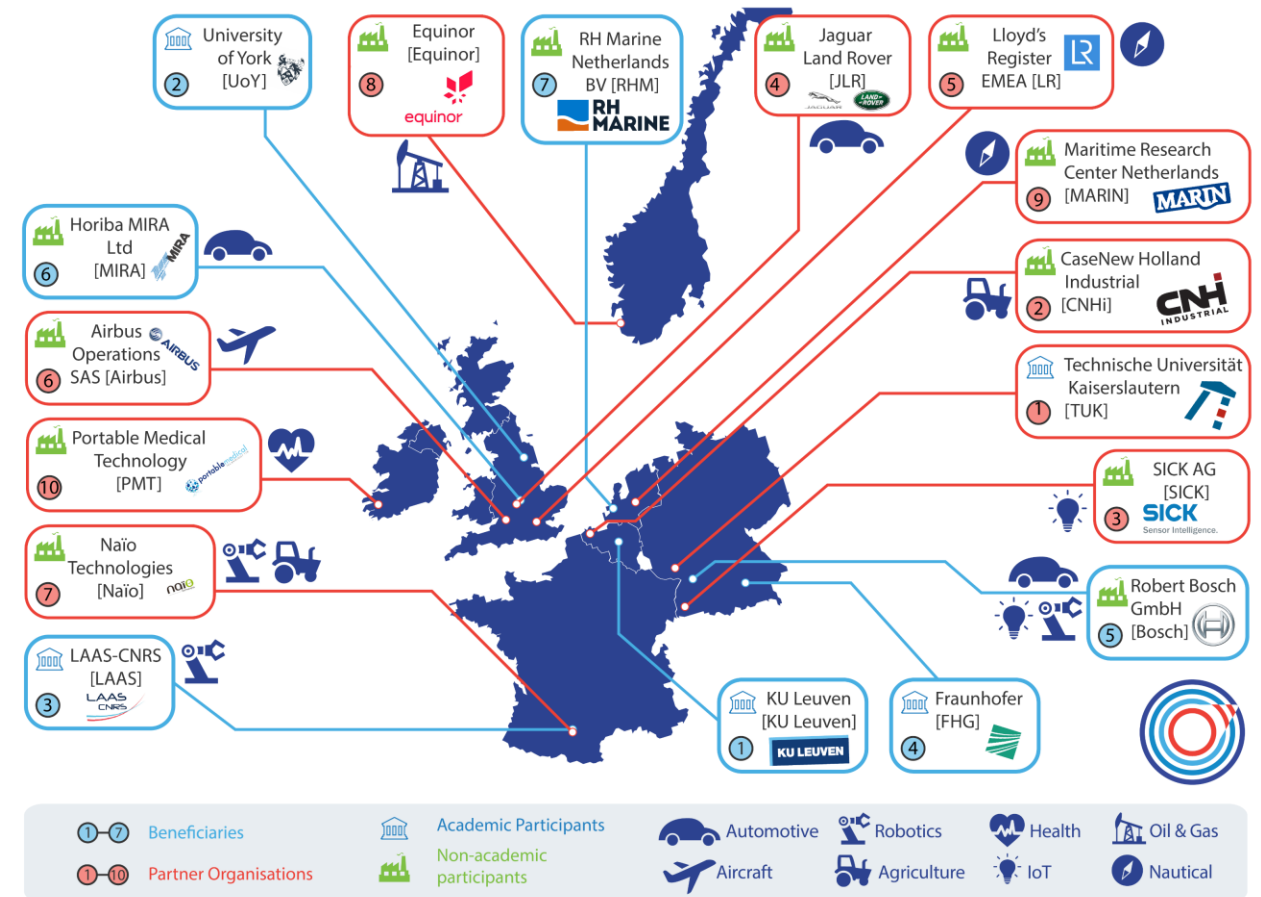 University
of York
[UoY]
2
Equinor
[Equinor]
8
equinor
RH Marine
Netherlands
BV [RHM]
7
RH
MARINE
Jaguar
Land Rover
[JLR]
4
JAGUAR
LAND-
ROVER
Lloyd's
Register
EMEA [LR]
5
LR
Maritime Research
Center Netherlands
[MARIN]
9
MARIN
Horiba MIRA
Ltd
[MIRA]
6
MIRA
CaseNew Holland
Industrial
[CNHi]
2
CNHi
INDUSTRIAL
Airbus
Operations
SAS [Airbus]
6
AIRBUS
Technische Universität
Kaiserslautern
[TUK]
1
Portable Medical
Technology
[PMT]
10
portablemedical
SICK AG
[SICK]
3
SICK
Sensor Intelligence.
Naïo
Technologies
[Naïo]
7
naïo
Robert Bosch
GmbH
[Bosch]
5
LAAS-CNRS
[LAAS]
3
LAAS
CNRS
KU Leuven
[KU Leuven]
1
KU LEUVEN
Fraunhofer
[FHG]
4
1 7 Beneficiaries
1 10 Partner Organisations
Academic Participants
Non-academic
participants
Automotive
Robotics
Health
Oil & Gas
Aircraft
Agriculture
IoT
Nautical